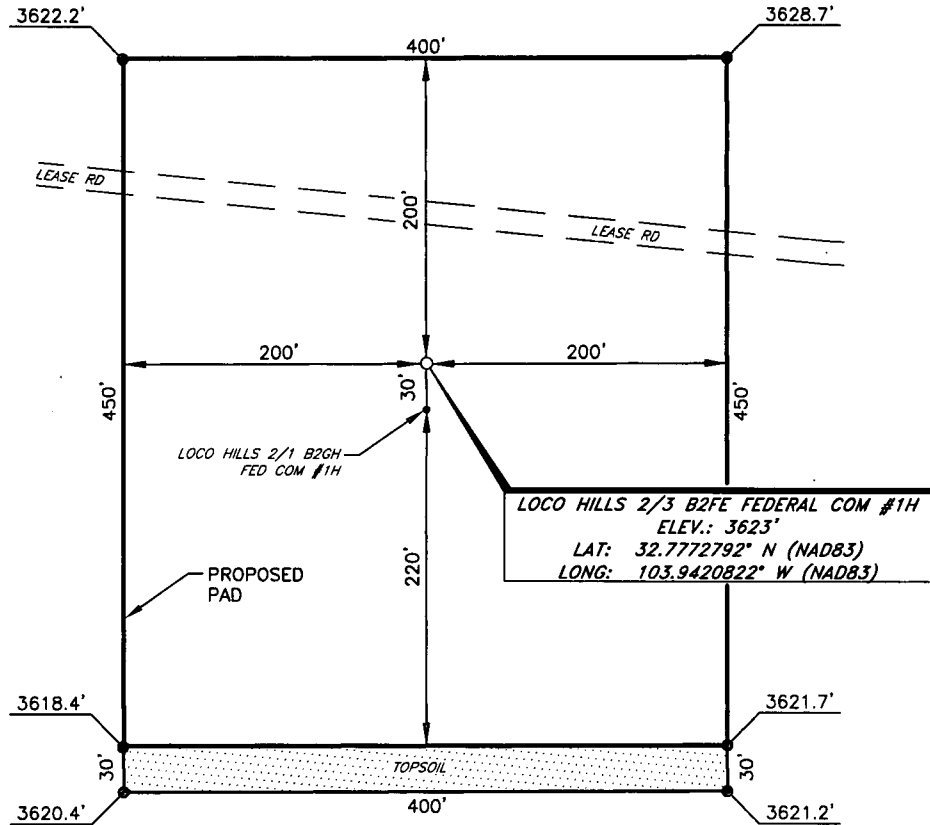 3622.2'
3628.7'
400'
LEASE RD
200'
LEASE RD
200'
200'
30'
450'
450'
LOCO HILLS 2/1 B2GH
FED COM #1H
LOCO HILLS 2/3 B2FE FEDERAL COM #1H
ELEV.: 3623'
LAT: 32.7772792° N (NAD83)
LONG: 103.9420822° W (NAD83)
220'
PROPOSED
PAD
3618.4'
3621.7'
30'
TOPSOIL
30'
400'
3620.4'
3621.2'